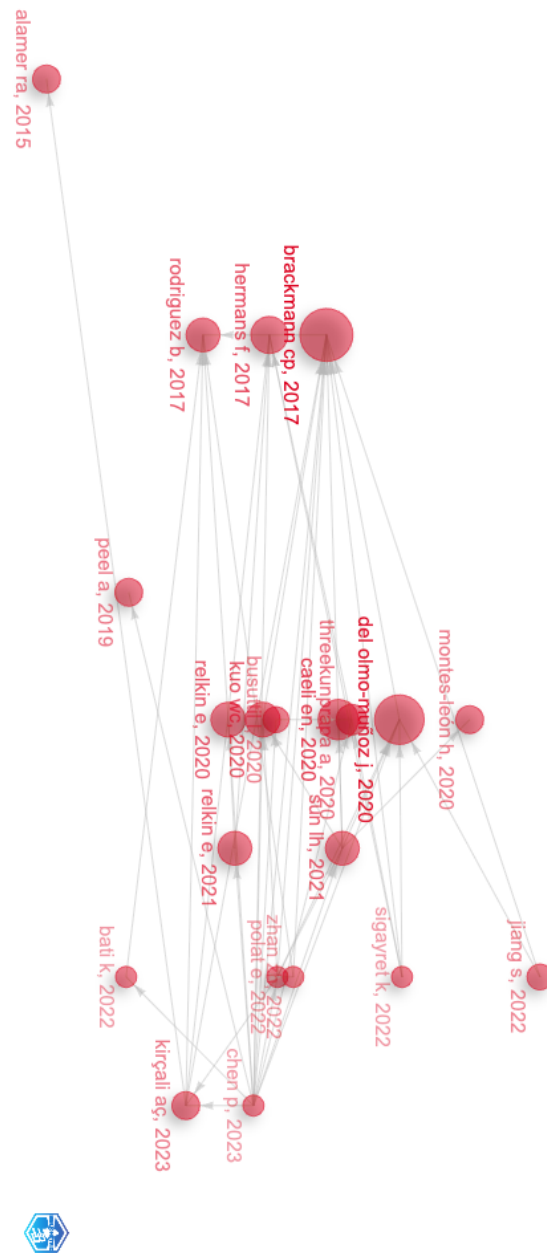 alamer ra, 2015
brackmann cp, 2017
hermans f, 2017
rodriguez b, 2017
peel a, 2019
montes-león h, 2020
del olmo-muñoz j, 2020
threekunprapa a, 2020
caeli en, 2020
busuttil l, 2020
kuo wc, 2020
relkin e, 2020
sun lh, 2021
relkin e, 2021
jiang s, 2022
sigayret k, 2022
zhan zh, 2022
polat e, 2022
bati k, 2022
chen p, 2023
kirçali aç, 2023